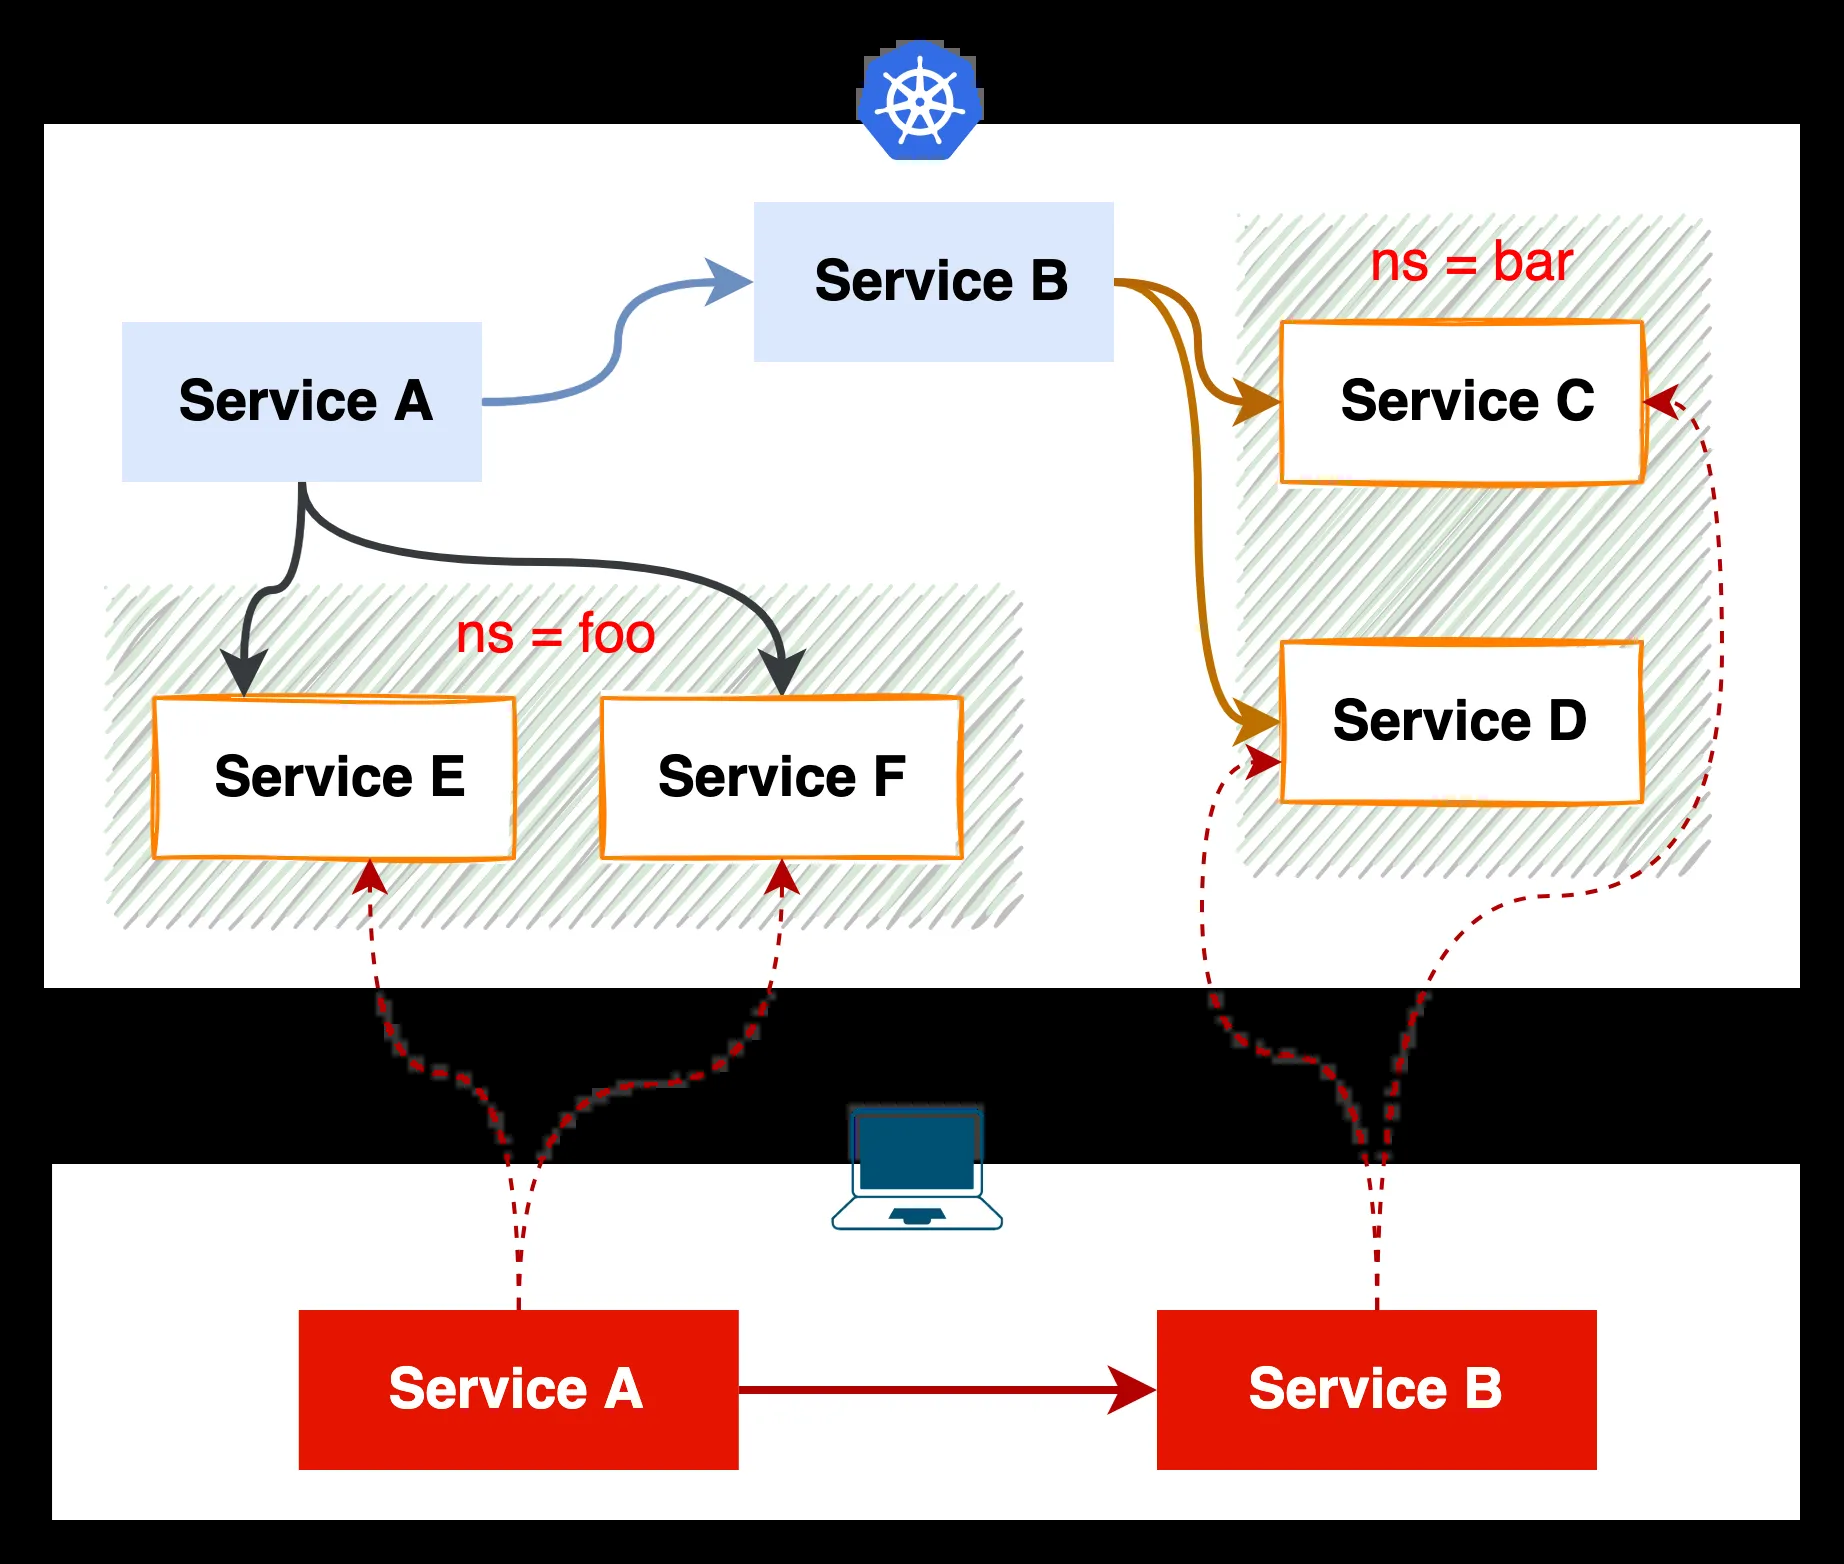 Service B
ns = bar
Service A
Service C
ns = foo
Service D
Service E
Service F
Service A
Service B